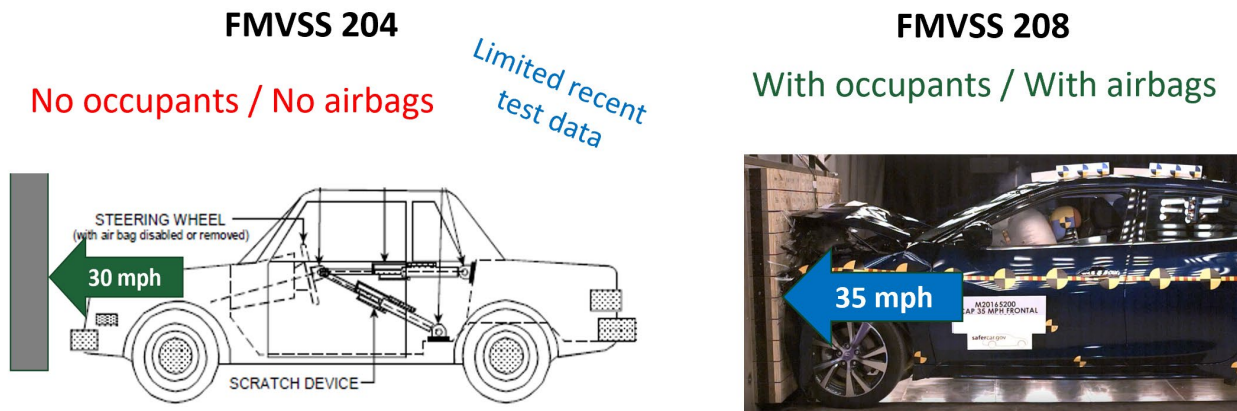 FMVSS 204
No occupants / No airbags
Limited recent
test data
STEERING WHEEL
(with air bag disabled or removed)
30 mph
SCRATCH DEVICE
FMVSS 208
With occupants / With airbags
35 mph
M20165200
CAP 35 MPH FRONTAL
safercar.gov